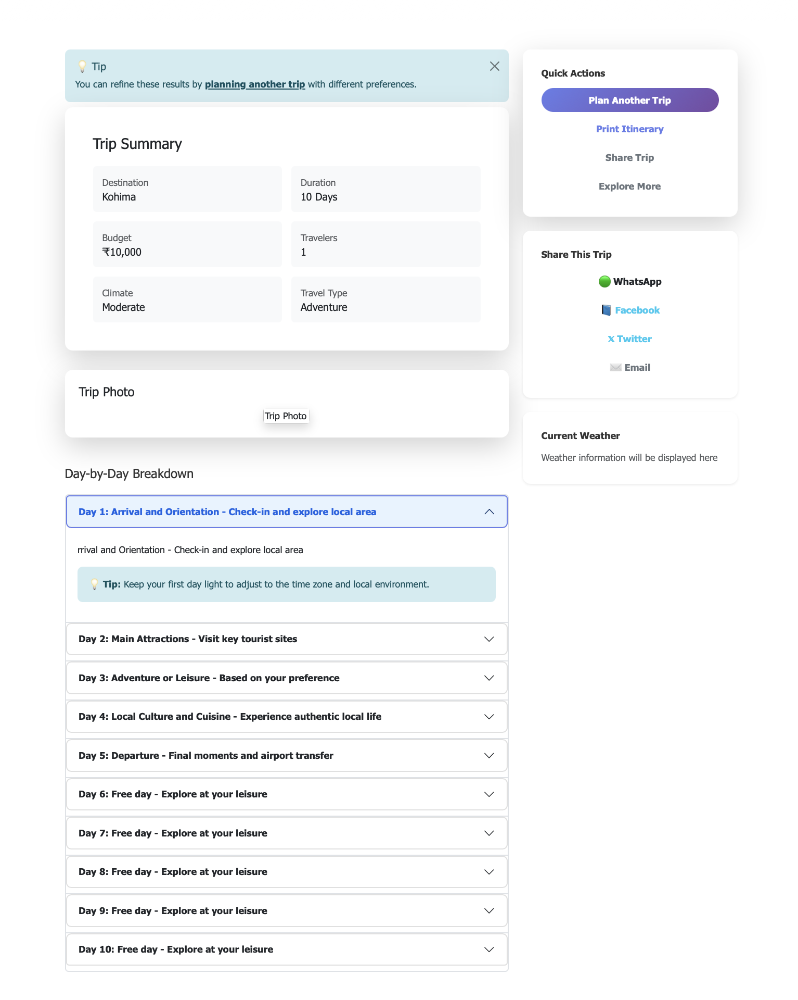 💡 Tip
You can refine these results by planning another trip with different preferences.
Trip Summary
Destination
Kohima
Duration
10 Days
Budget
₹10,000
Travelers
1
Climate
Moderate
Travel Type
Adventure
Trip Photo
Trip Photo
Day-by-Day Breakdown
Day 1: Arrival and Orientation - Check-in and explore local area
rrival and Orientation - Check-in and explore local area
💡 Tip: Keep your first day light to adjust to the time zone and local environment.
Day 2: Main Attractions - Visit key tourist sites
Day 3: Adventure or Leisure - Based on your preference
Day 4: Local Culture and Cuisine - Experience authentic local life
Day 5: Departure - Final moments and airport transfer
Day 6: Free day - Explore at your leisure
Day 7: Free day - Explore at your leisure
Day 8: Free day - Explore at your leisure
Day 9: Free day - Explore at your leisure
Day 10: Free day - Explore at your leisure
Quick Actions
Plan Another Trip
Print Itinerary
Share Trip
Explore More
Share This Trip
🟢 WhatsApp
📘 Facebook
𝕏 Twitter
✉️ Email
Current Weather
Weather information will be displayed here